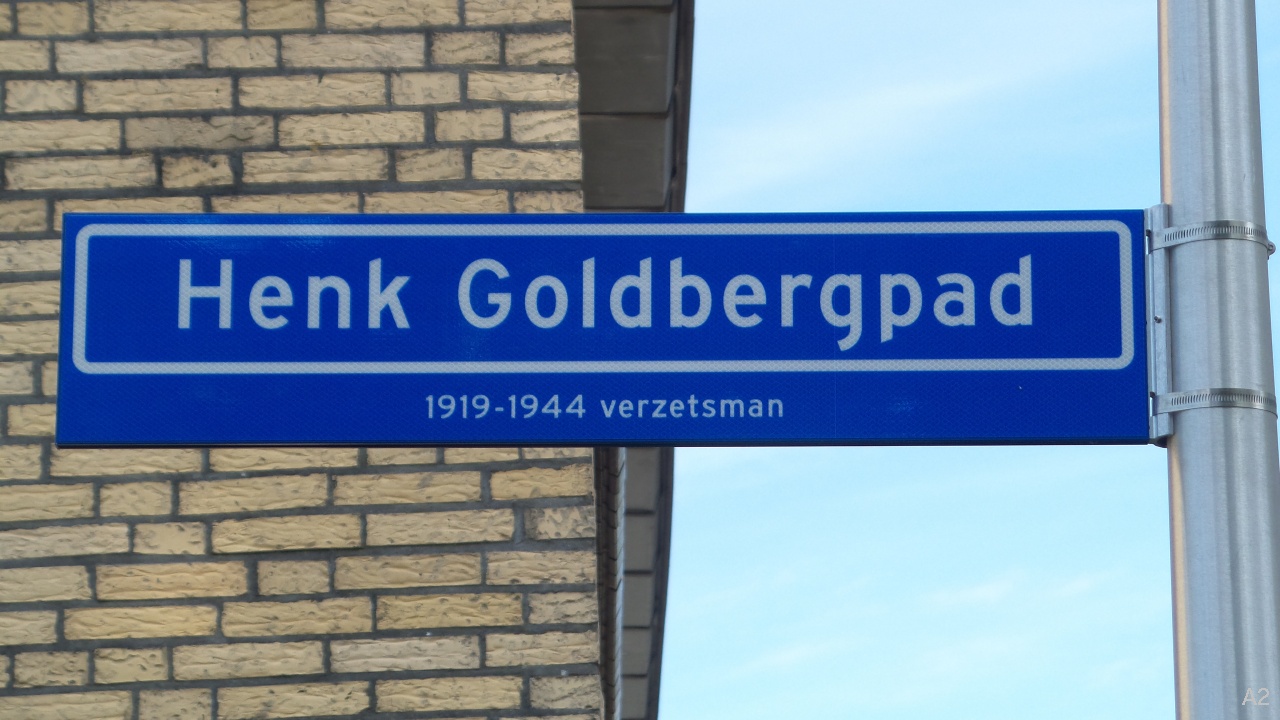 Henk Goldbergpad
1919-1944 verzetsman
A2